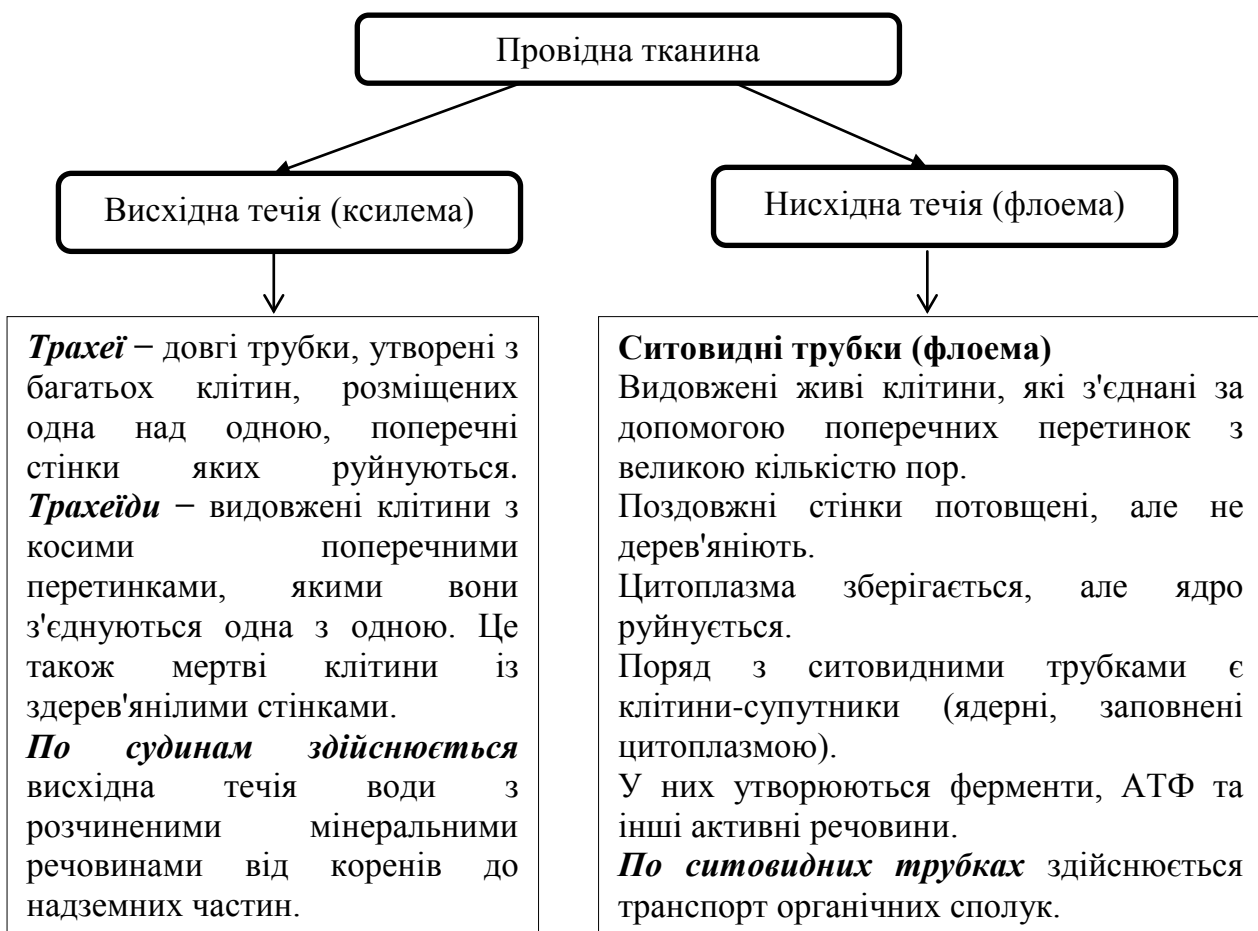 Провідна тканина
Висхідна течія (ксилема)
Нисхідна течія (флоема)
Трахеї − довгі трубки, утворені з
багатьох клітин, розміщених
одна над одною, поперечні
стінки яких руйнуються.
Трахеїди − видовжені клітини з
косими поперечними
перетинками, якими вони
з'єднуються одна з одною. Це
також мертві клітини із
здерев'янілими стінками.
По судинам здійснюється
висхідна течія води з
розчиненими мінеральними
речовинами від коренів до
надземних частин.
Ситовидні трубки (флоема)
Видовжені живі клітини, які з'єднані за
допомогою поперечних перетинок з
великою кількістю пор.
Поздовжні стінки потовщені, але не
дерев'яніють.
Цитоплазма зберігається, але ядро
руйнується.
Поряд з ситовидними трубками є
клітини-супутники (ядерні, заповнені
цитоплазмою).
У них утворюються ферменти, АТФ та
інші активні речовини.
По ситовидних трубках здійснюється
транспорт органічних сполук.